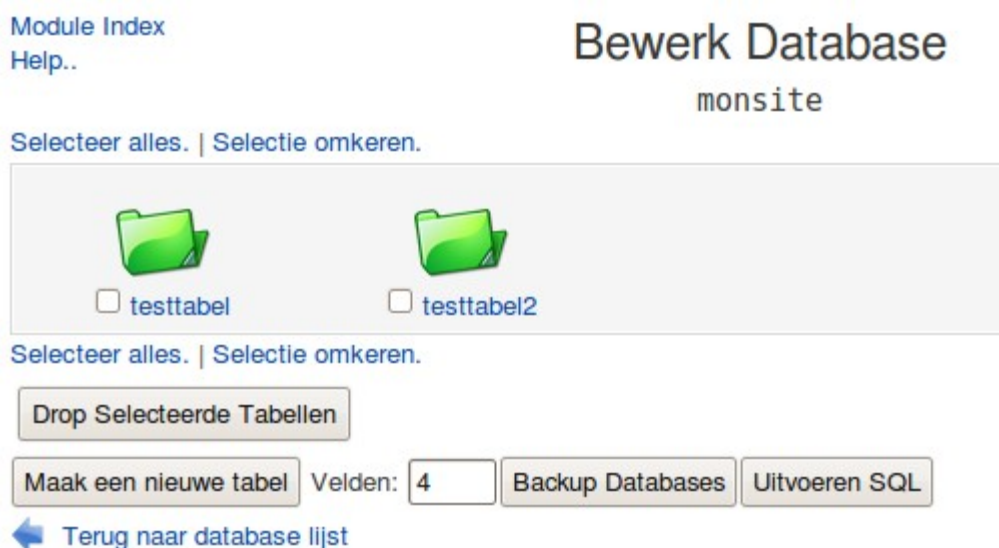 Module Index
Help..
Bewerk Database
monsite
Selecteer alles. | Selectie omkeren.
testtabel testtabel2
Selecteer alles. | Selectie omkeren.
Drop Selecteerde Tabellen
Maak een nieuwe tabel Velden: 4 Backup Databases Uitvoeren SQL
Terug naar database lijst